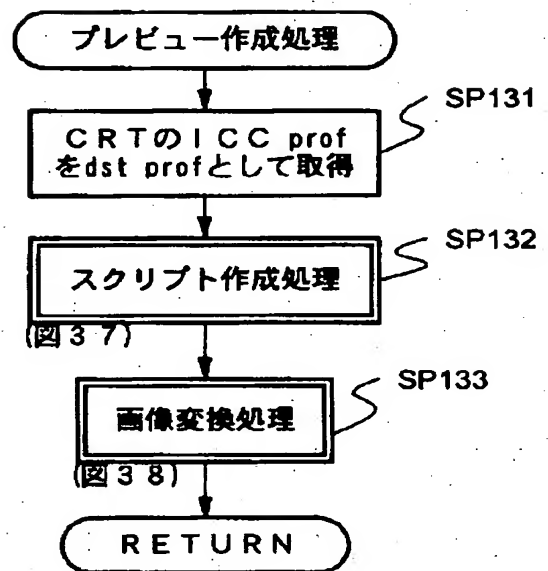 プレビュー作成処理
SP131
CRTのICC prof
をdst profとして取得
SP132
スクリプト作成処理
(図37)
SP133
画像変換処理
(図38)
RETURN